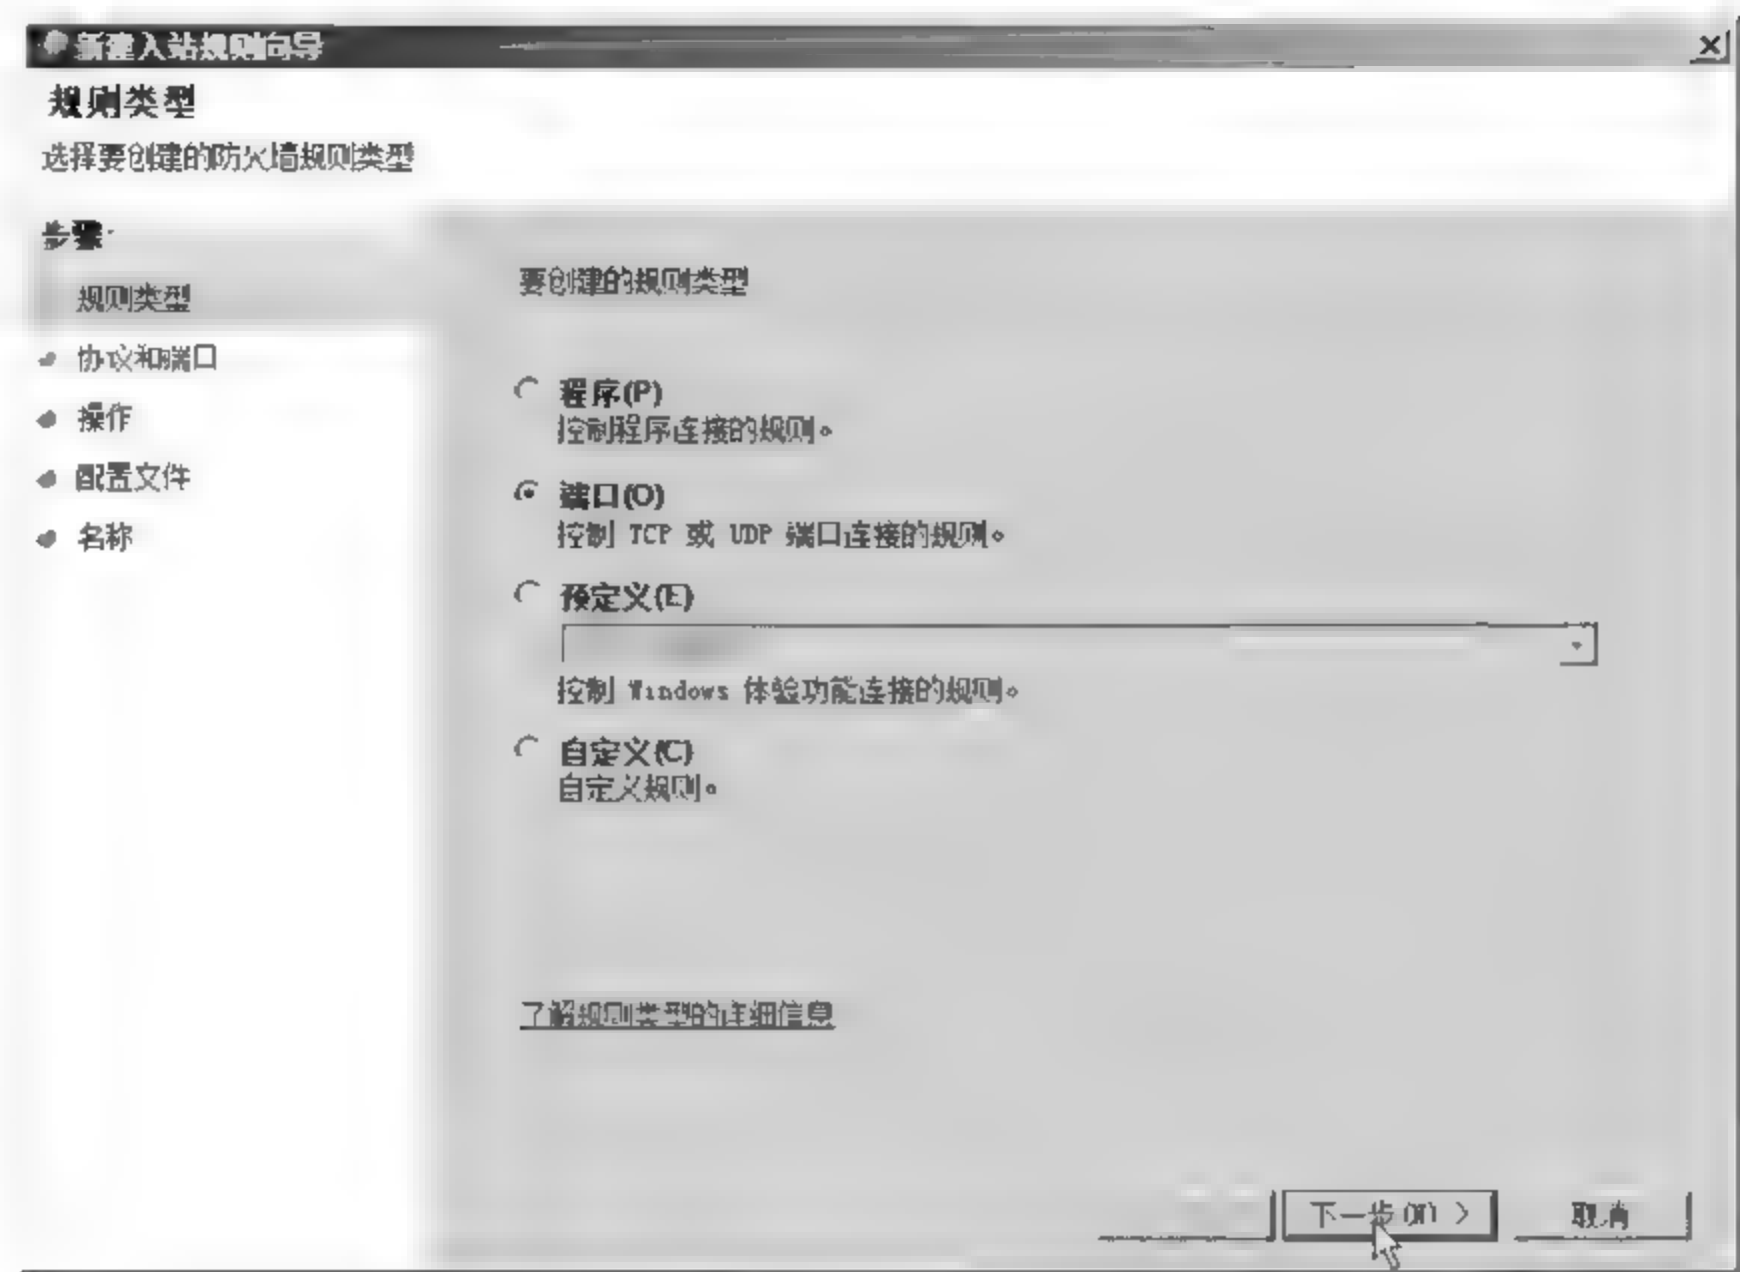 新建入站规则向导
规则类型
选择要创建的防火墙规则类型
步骤:
规则类型
协议和端口
操作
配置文件
名称
要创建的规则类型
程序(P)
控制程序连接的规则。
端口(O)
控制 TCP 或 UDP 端口连接的规则。
预定义(E)
控制 Windows 体验功能连接的规则。
自定义(C)
自定义规则。
了解规则类型的详细信息
下一步(N) >
取消